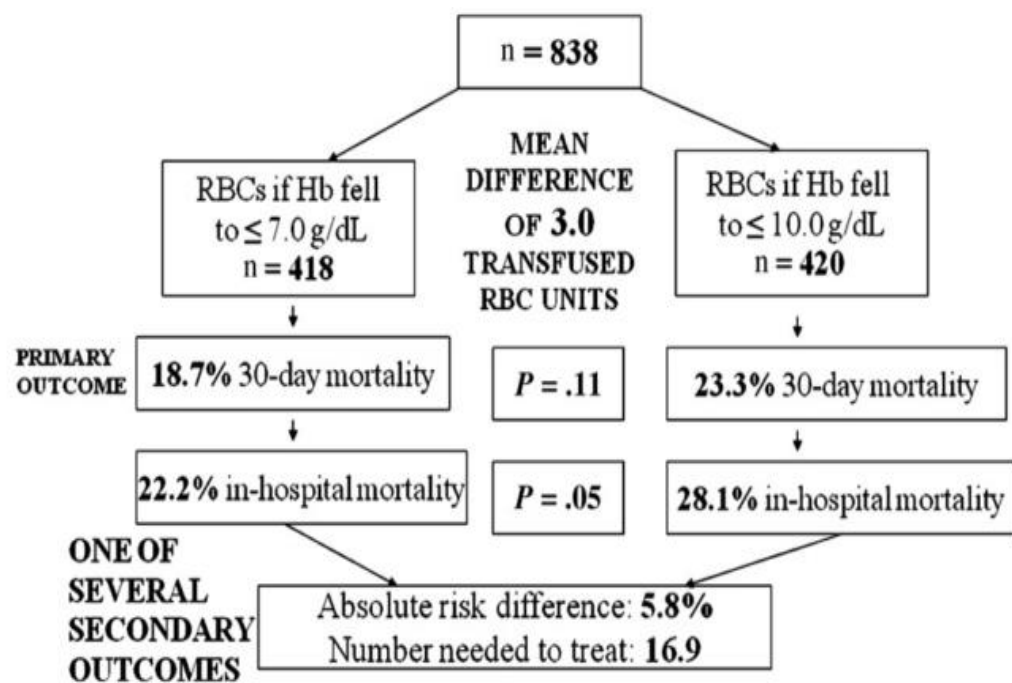 n = 838
RBCs if Hb fell
to ≤ 7.0 g/dL
n = 418
MEAN
DIFFERENCE
OF 3.0
TRANSFUSED
RBC UNITS
RBCs if Hb fell
to ≤ 10.0 g/dL
n = 420
PRIMARY
OUTCOME
18.7% 30-day mortality
P = .11
23.3% 30-day mortality
22.2% in-hospital mortality
P = .05
28.1% in-hospital mortality
ONE OF
SEVERAL
SECONDARY
OUTCOMES
Absolute risk difference: 5.8%
Number needed to treat: 16.9